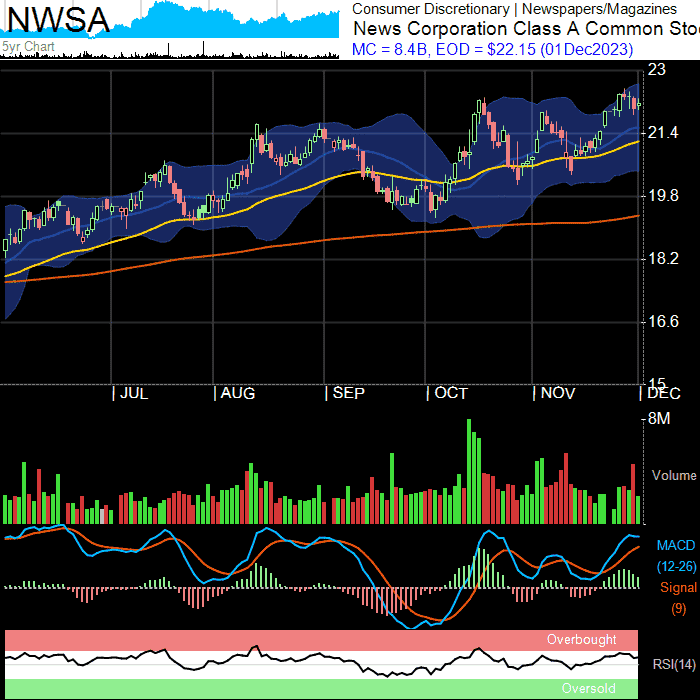 NWSA
Consumer Discretionary | Newspapers/Magazines
News Corporation Class A Common Sto
5yr Chart
MC = 8.4B, EOD = $22.15 (01Dec2023)
23
21.4
19.8
18.2
16.6
15
JUL AUG SEP OCT NOV DEC
8M
Volume
MACD
(12-26)
Signal
(9)
Overbought
RSI(14)
Oversold